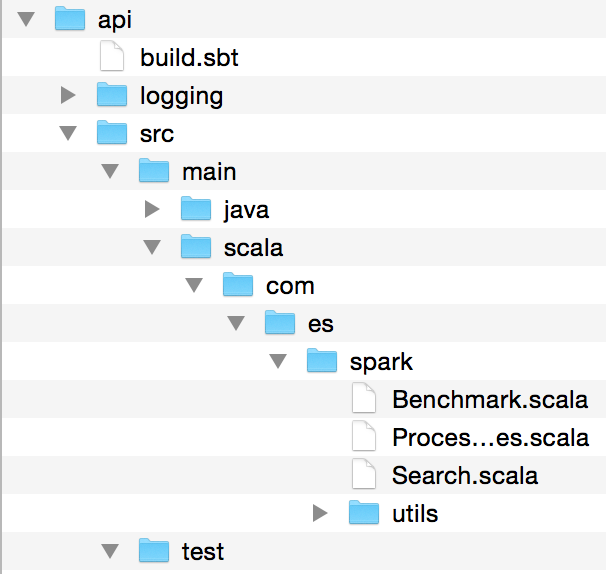 api
build.sbt
logging
src
main
java
scala
com
es
spark
Benchmark.scala
Proces…es.scala
Search.scala
utils
test